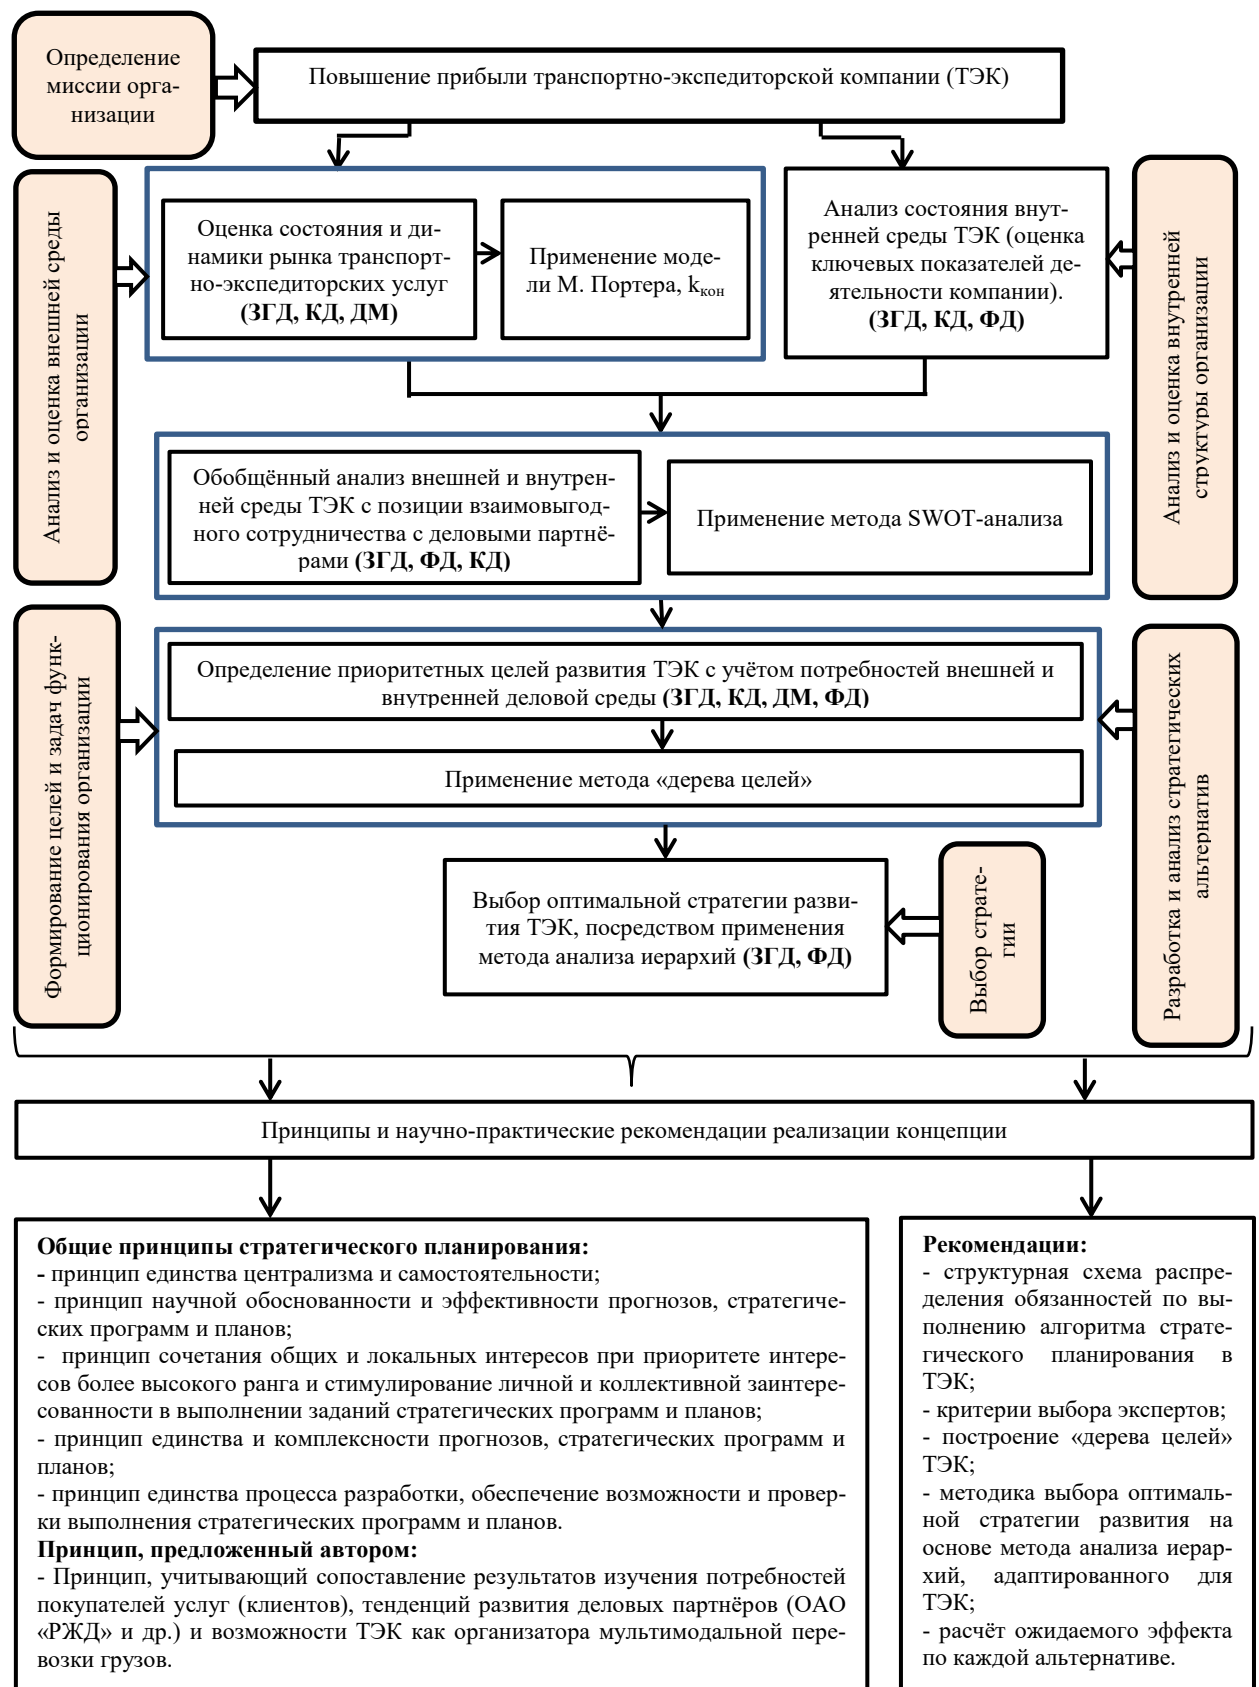 Определение
миссии орга-
низации
Повышение прибыли транспортно-экспедиторской компании (ТЭК)
Анализ и оценка внешней среды
организации
Оценка состояния и ди-
намики рынка транспорт-
но-экспедиторских услуг
(ЗГД, КД, ДМ)
Применение моде-
ли М. Портера, kкон
Анализ состояния внут-
ренней среды ТЭК (оценка
ключевых показателей де-
ятельности компании).
(ЗГД, КД, ФД)
Анализ и оценка внутренней
структуры организации
Обобщённый анализ внешней и внутрен-
ней среды ТЭК с позиции взаимовыгод-
ного сотрудничества с деловыми партнё-
рами (ЗГД, ФД, КД)
Применение метода SWOT-анализа
Формирование целей и задач функ-
ционирования организации
Определение приоритетных целей развития ТЭК с учётом потребностей внешней и
внутренней деловой среды (ЗГД, КД, ДМ, ФД)
Применение метода «дерева целей»
Разработка и анализ стратегических
альтернатив
Выбор оптимальной стратегии разви-
тия ТЭК, посредством применения
метода анализа иерархий (ЗГД, ФД)
Выбор страте-
гии
Принципы и научно-практические рекомендации реализации концепции
Общие принципы стратегического планирования:
- принцип единства централизма и самостоятельности;
- принцип научной обоснованности и эффективности прогнозов, стратегиче-
ских программ и планов;
- принцип сочетания общих и локальных интересов при приоритете интере-
сов более высокого ранга и стимулирование личной и коллективной заинтере-
сованности в выполнении заданий стратегических программ и планов;
- принцип единства и комплексности прогнозов, стратегических программ и
планов;
- принцип единства процесса разработки, обеспечение возможности и провер-
ки выполнения стратегических программ и планов.
Принцип, предложенный автором:
- Принцип, учитывающий сопоставление результатов изучения потребностей
покупателей услуг (клиентов), тенденций развития деловых партнёров (ОАО
«РЖД» и др.) и возможности ТЭК как организатора мультимодальной пере-
возки грузов.
Рекомендации:
- структурная схема распре-
деления обязанностей по вы-
полнению алгоритма страте-
гического планирования в
ТЭК;
- критерии выбора экспертов;
- построение «дерева целей»
ТЭК;
- методика выбора оптималь-
ной стратегии развития на
основе метода анализа иерар-
хий, адаптированного для
ТЭК;
- расчёт ожидаемого эффекта
по каждой альтернативе.